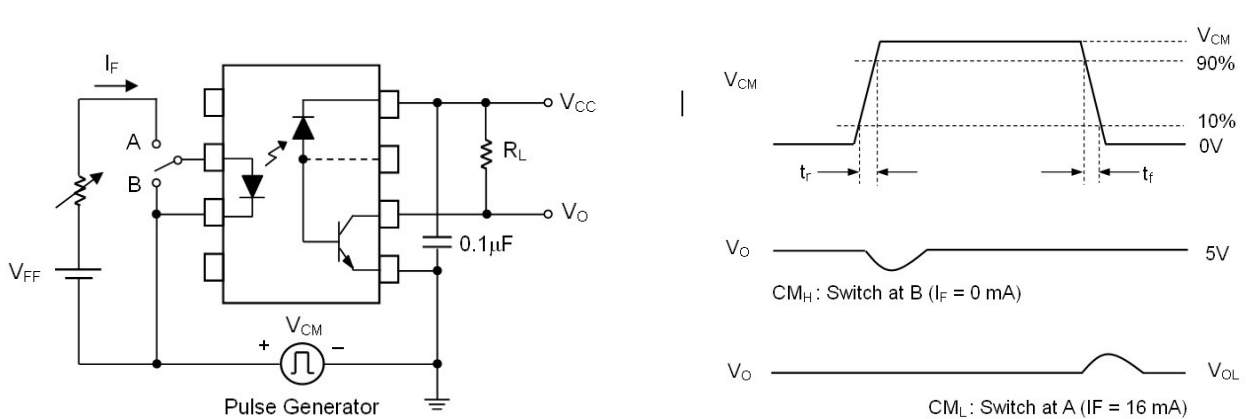 I_F
A
B
V_FF
V_CC
R_L
V_O
0.1μF
V_CM
+ −
Pulse Generator
V_CM
V_CM
90%
10%
0V
t_r
t_f
V_O
5V
CM_H : Switch at B (I_F = 0 mA)
V_O
V_OL
CM_L : Switch at A (IF = 16 mA)